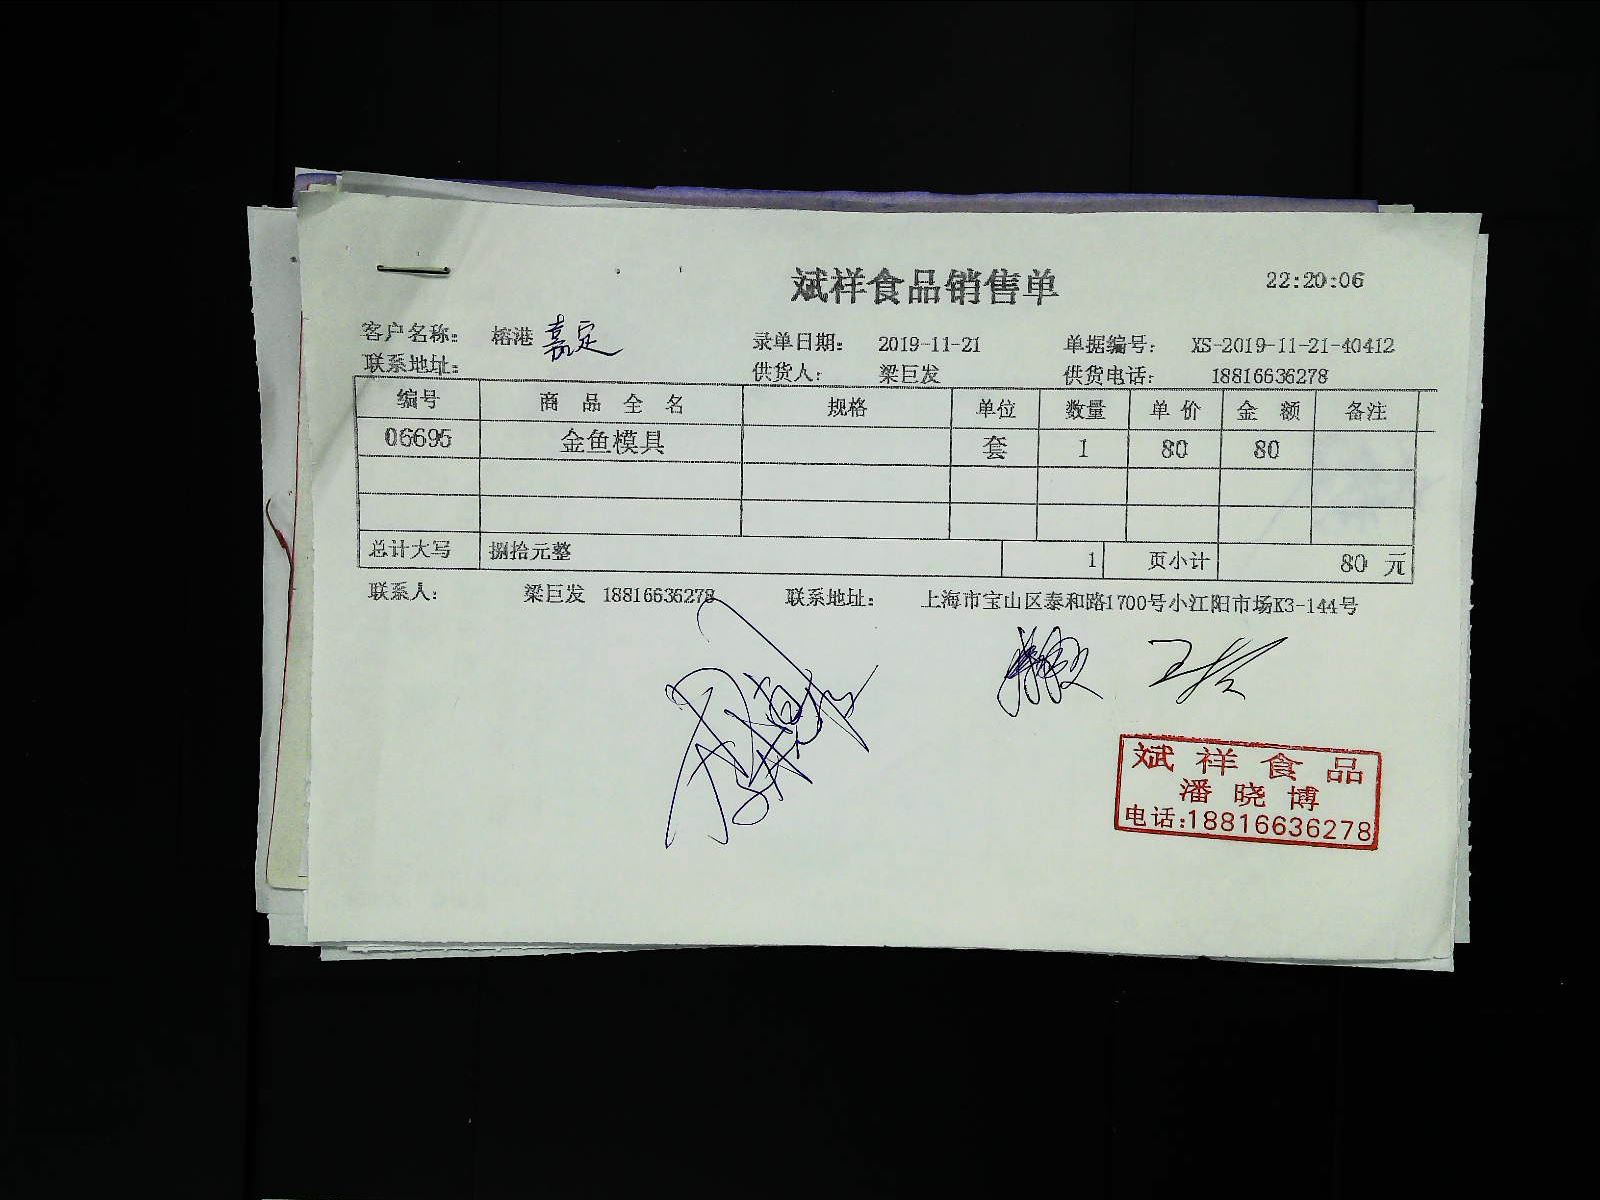 斌祥食品销售单 22:20:06
客户名称: 榕港 嘉定 录单日期: 2019-11-21 单据编号: XS-2019-11-21-40412
联系地址: 供货人: 梁巨发 供货电话: 18816636278
编号 商品全名 规格 单位 数量 单价 金额 备注
06695 金鱼模具 套 1 80 80
总计大写 捌拾元整 1 页小计 80 元
联系人: 梁巨发 18816636278 联系地址: 上海市宝山区泰和路1700号小江阳市场K3-144号
斌祥食品
潘晓博
电话:18816636278